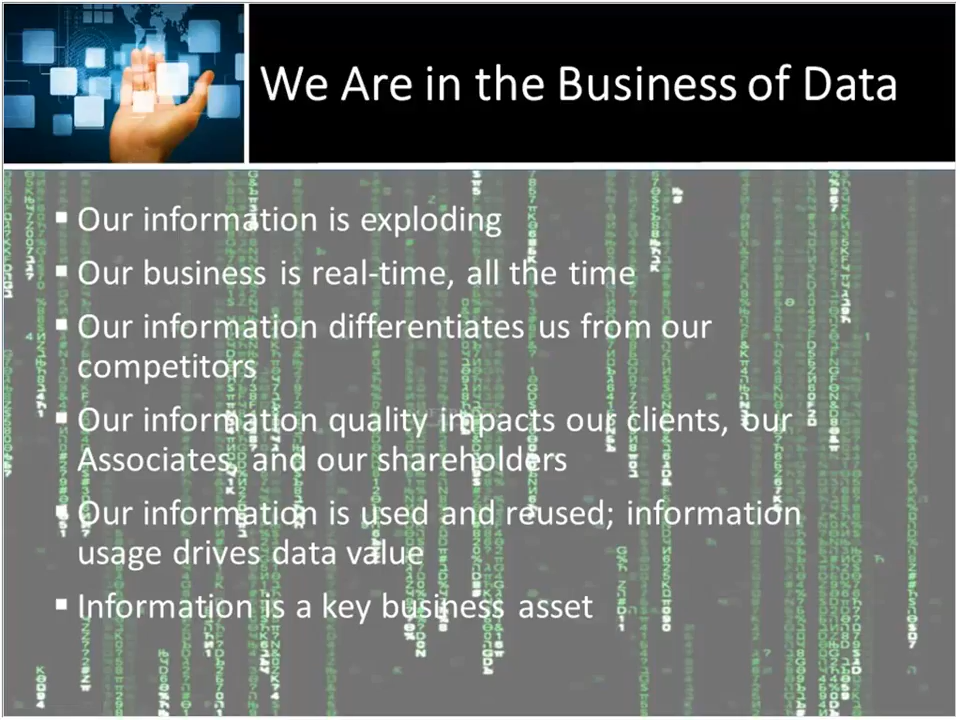 We Are in the Business of Data
▪ Our information is exploding
▪ Our business is real-time, all the time
▪ Our information differentiates us from our
competitors
▪ Our information quality impacts our clients, our
Associates, and our shareholders
▪ Our information is used and reused; information
usage drives data value
▪ Information is a key business asset